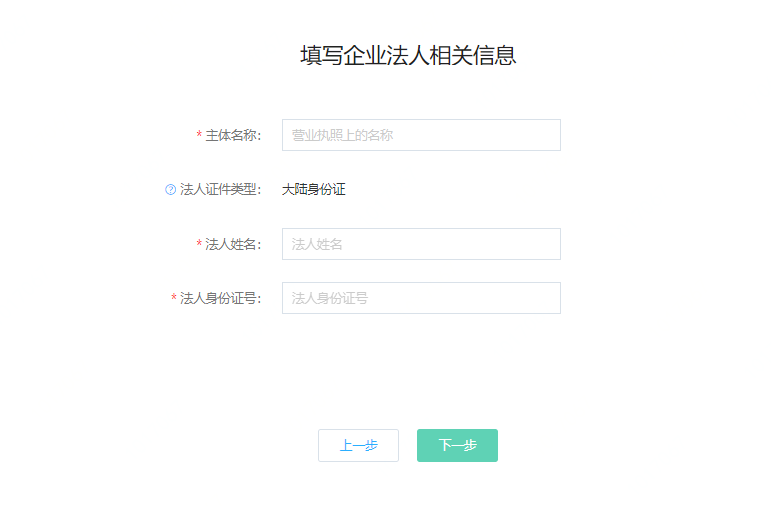 填写企业法人相关信息
* 主体名称： 营业执照上的名称
? 法人证件类型： 大陆身份证
* 法人姓名： 法人姓名
* 法人身份证号： 法人身份证号
上一步 下一步